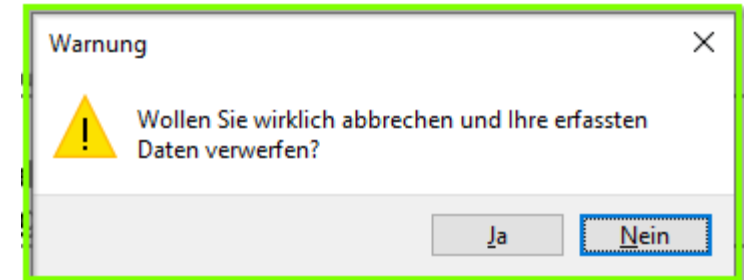 Warnung
Wollen Sie wirklich abbrechen und Ihre erfassten
Daten verwerfen?
Ja
Nein